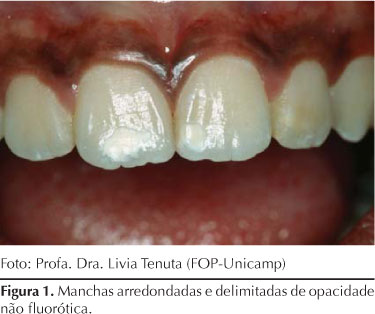 Foto: Profa. Dra. Livia Tenuta (FOP-Unicamp)
Figura 1. Manchas arredondadas e delimitadas de opacidade
não fluorótica.